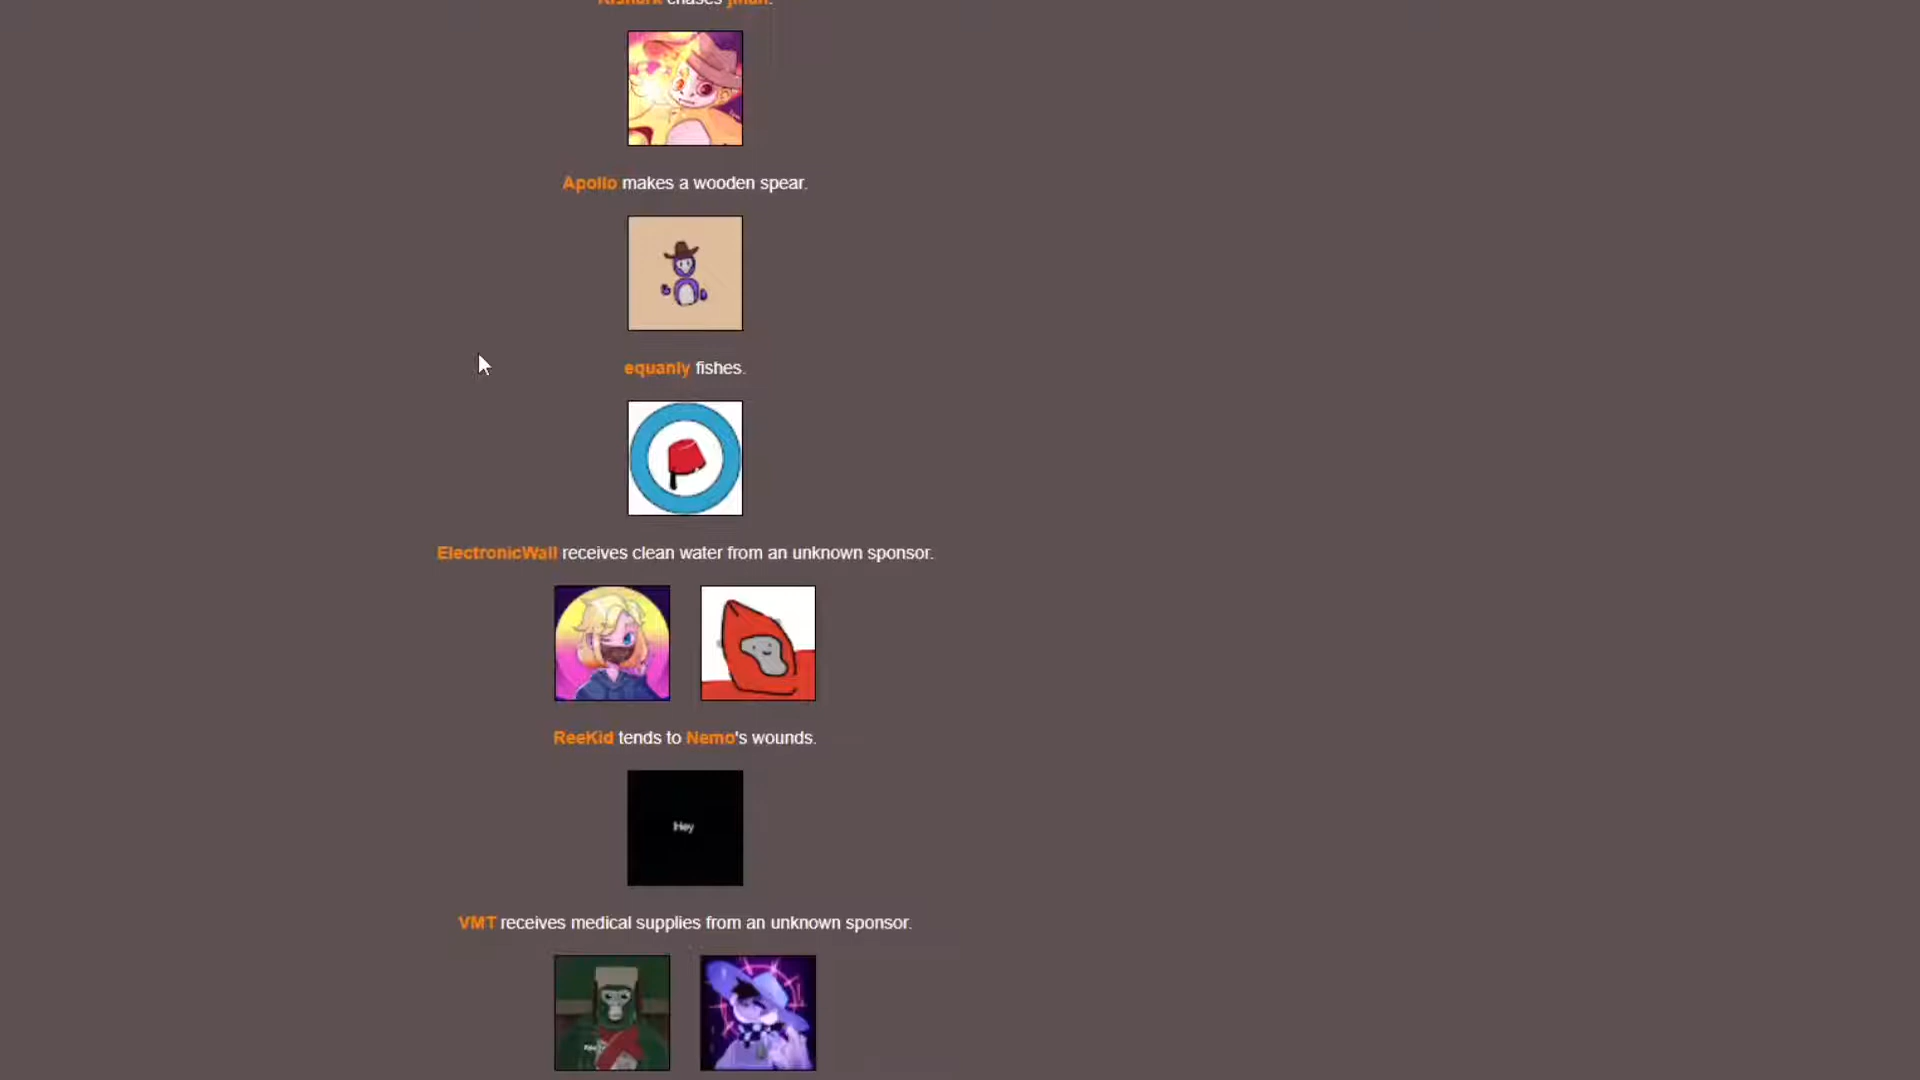 chases
Apollo makes a wooden spear.
equanly fishes.
ElectronicWall receives clean water from an unknown sponsor.
ReeKid tends to Nemo's wounds.
Hey
VMT receives medical supplies from an unknown sponsor.